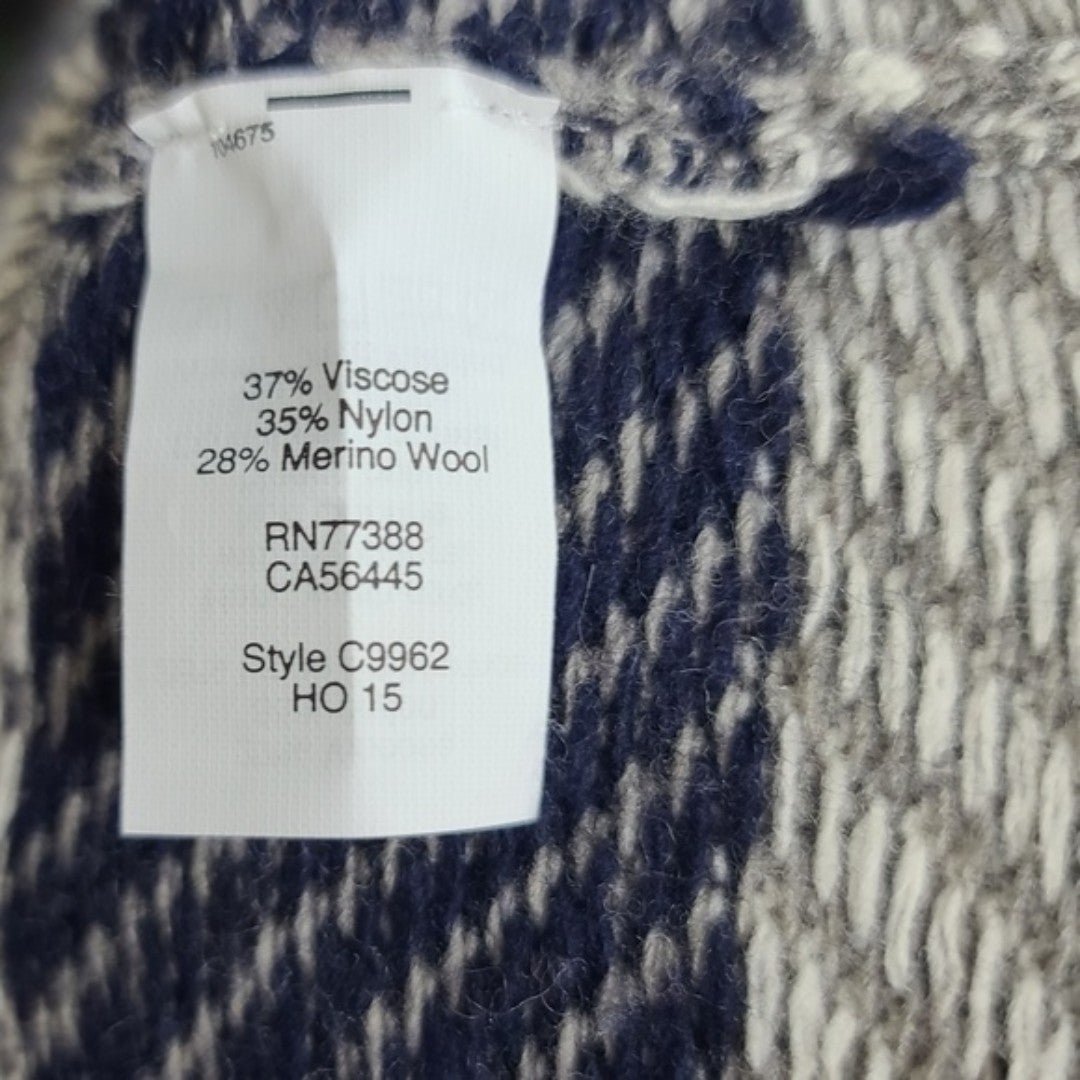 37% Viscose
35% Nylon
28% Merino Wool
RN77388
CA56445
Style C9962
HO 15